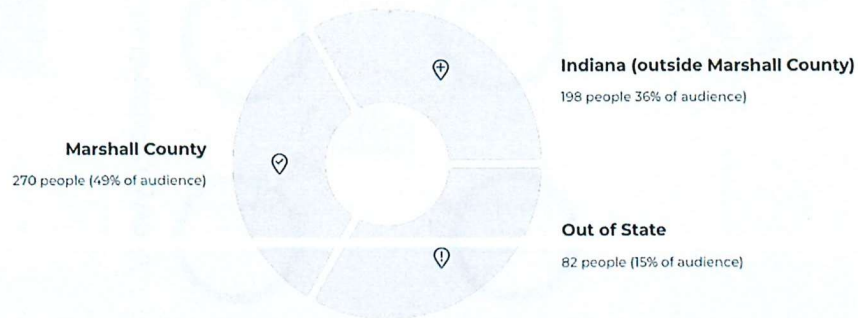 Indiana (outside Marshall County)
198 people 36% of audience)
Marshall County
270 people (49% of audience)
Out of State
82 people (15% of audience)